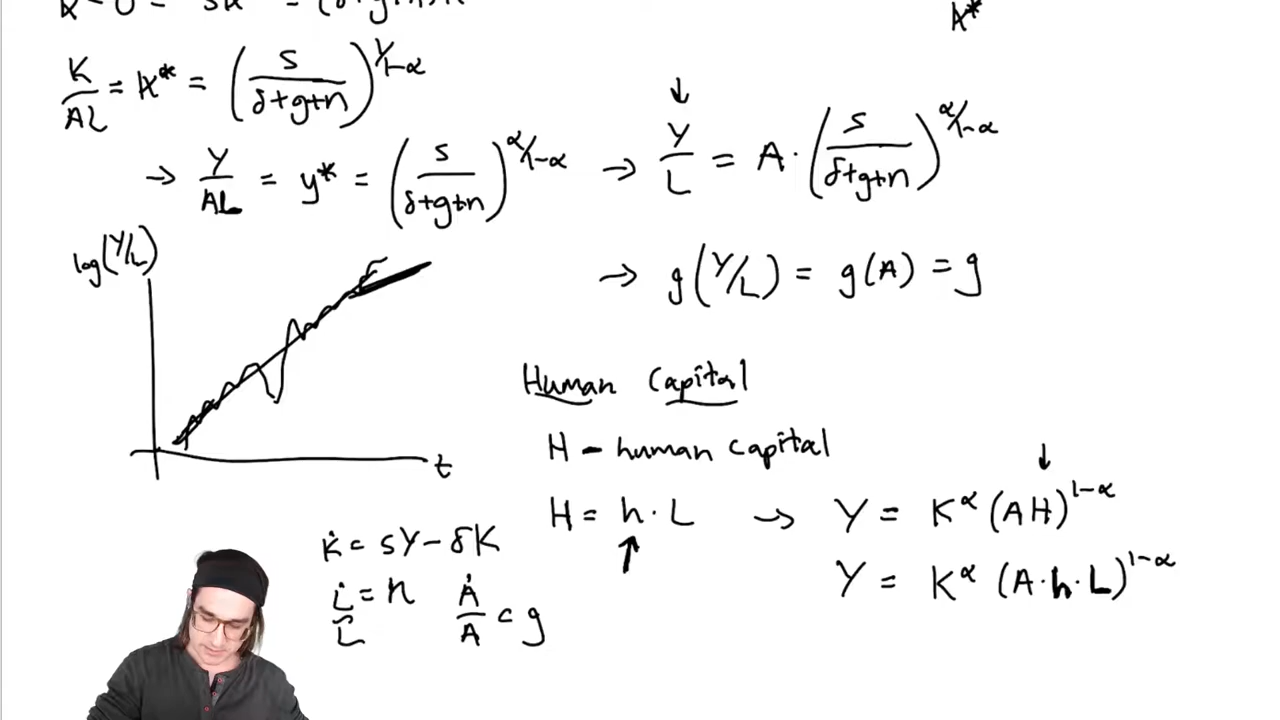 k*
K/AL = k* = (s/(δ+g+n))^(1/1-α)
→ Y/AL = y* = (s/(δ+g+n))^(α/1-α) → Y/L = A · (s/(δ+g+n))^(α/1-α)
log(Y/L)
→ g(Y/L) = g(A) = g
t
Human Capital
H - human capital
H = h · L → Y = K^α (AH)^(1-α)
Y = K^α (A·h·L)^(1-α)
K̇ = sY - δK
L̇/L = n Ȧ/A = g